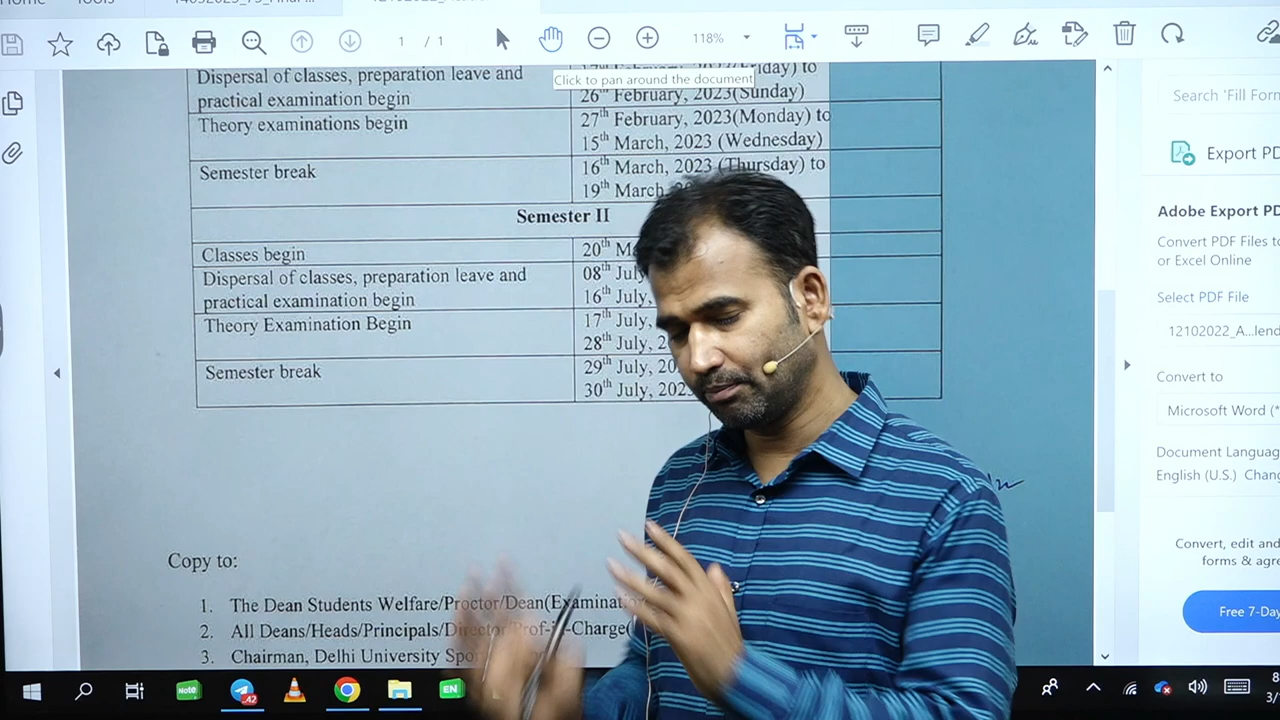 Tools
1 / 1
118%
Click to pan around the document
Dispersal of classes, preparation leave and
practical examination begin
26th February, 2023(Sunday)
Theory examinations begin
27th February, 2023(Monday) to
15th March, 2023 (Wednesday)
Semester break
16th March, 2023 (Thursday) to
19th March
Semester II
Classes begin
20th
Dispersal of classes, preparation leave and
practical examination begin
08th July
16th July,
Theory Examination Begin
17th July,
28th July,
Semester break
29th July,
30th July,
Copy to:
1. The Dean Students Welfare/Proctor/Dean(Examinati
2. All Deans/Heads/Principals/Director/Prof-in-Charge(
3. Chairman, Delhi University
Search 'Fill Form
Export PD
Adobe Export PD
Convert PDF Files to
or Excel Online
Select PDF File
12102022_A...lend
Convert to
Microsoft Word (*
Document Language
English (U.S.) Chang
Convert, edit and
forms & agre
Free 7-Day
Note
42
EN